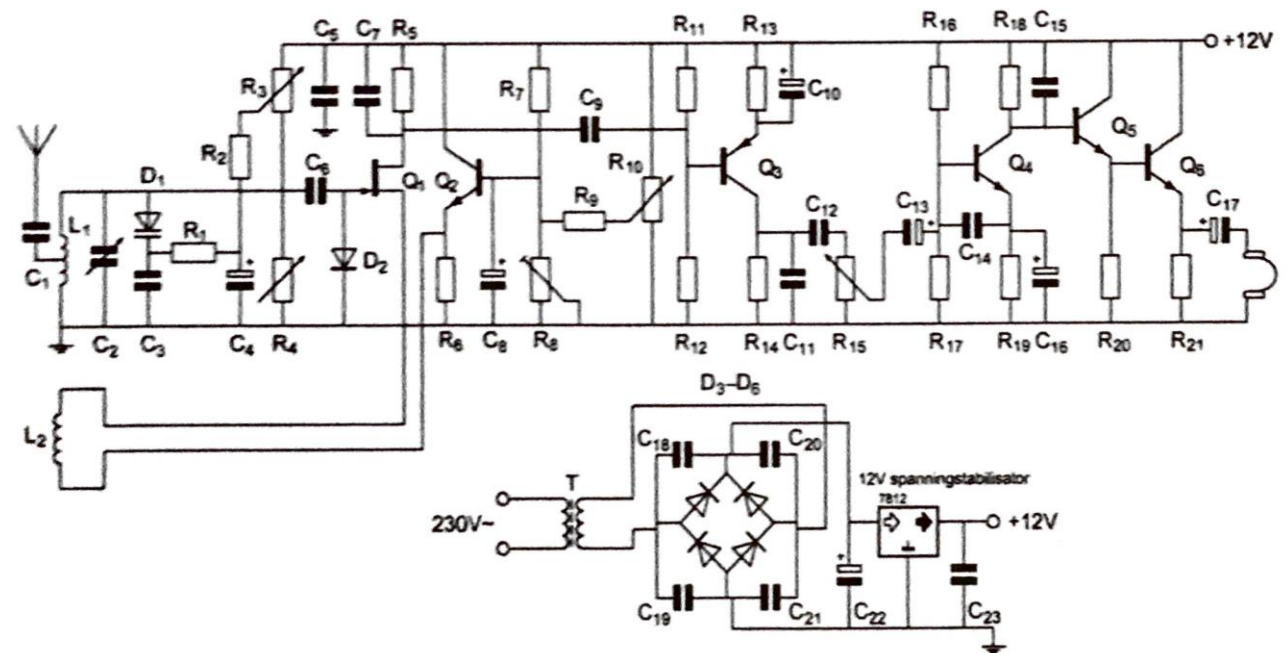 R16 R18 C15
R11 R13
C5 C7 R5
+12V
R3
R7
C9
+
C10
Q5
R2
R10
Q4
Q6
C6
Q3
D1
Q1
Q2
C12
C13
C17
L1
R9
+
+
R1
C14
+
D2
+
+
C1
C2 C3 C4 R4
R6 C8 R8
R12 R14 C11 R15
R17 R19 C16 R20 R21
D3–D6
L2
C18
C20
12V spanningstabilisator
T
7812
230V~
+12V
+
C19
C21
C22
C23